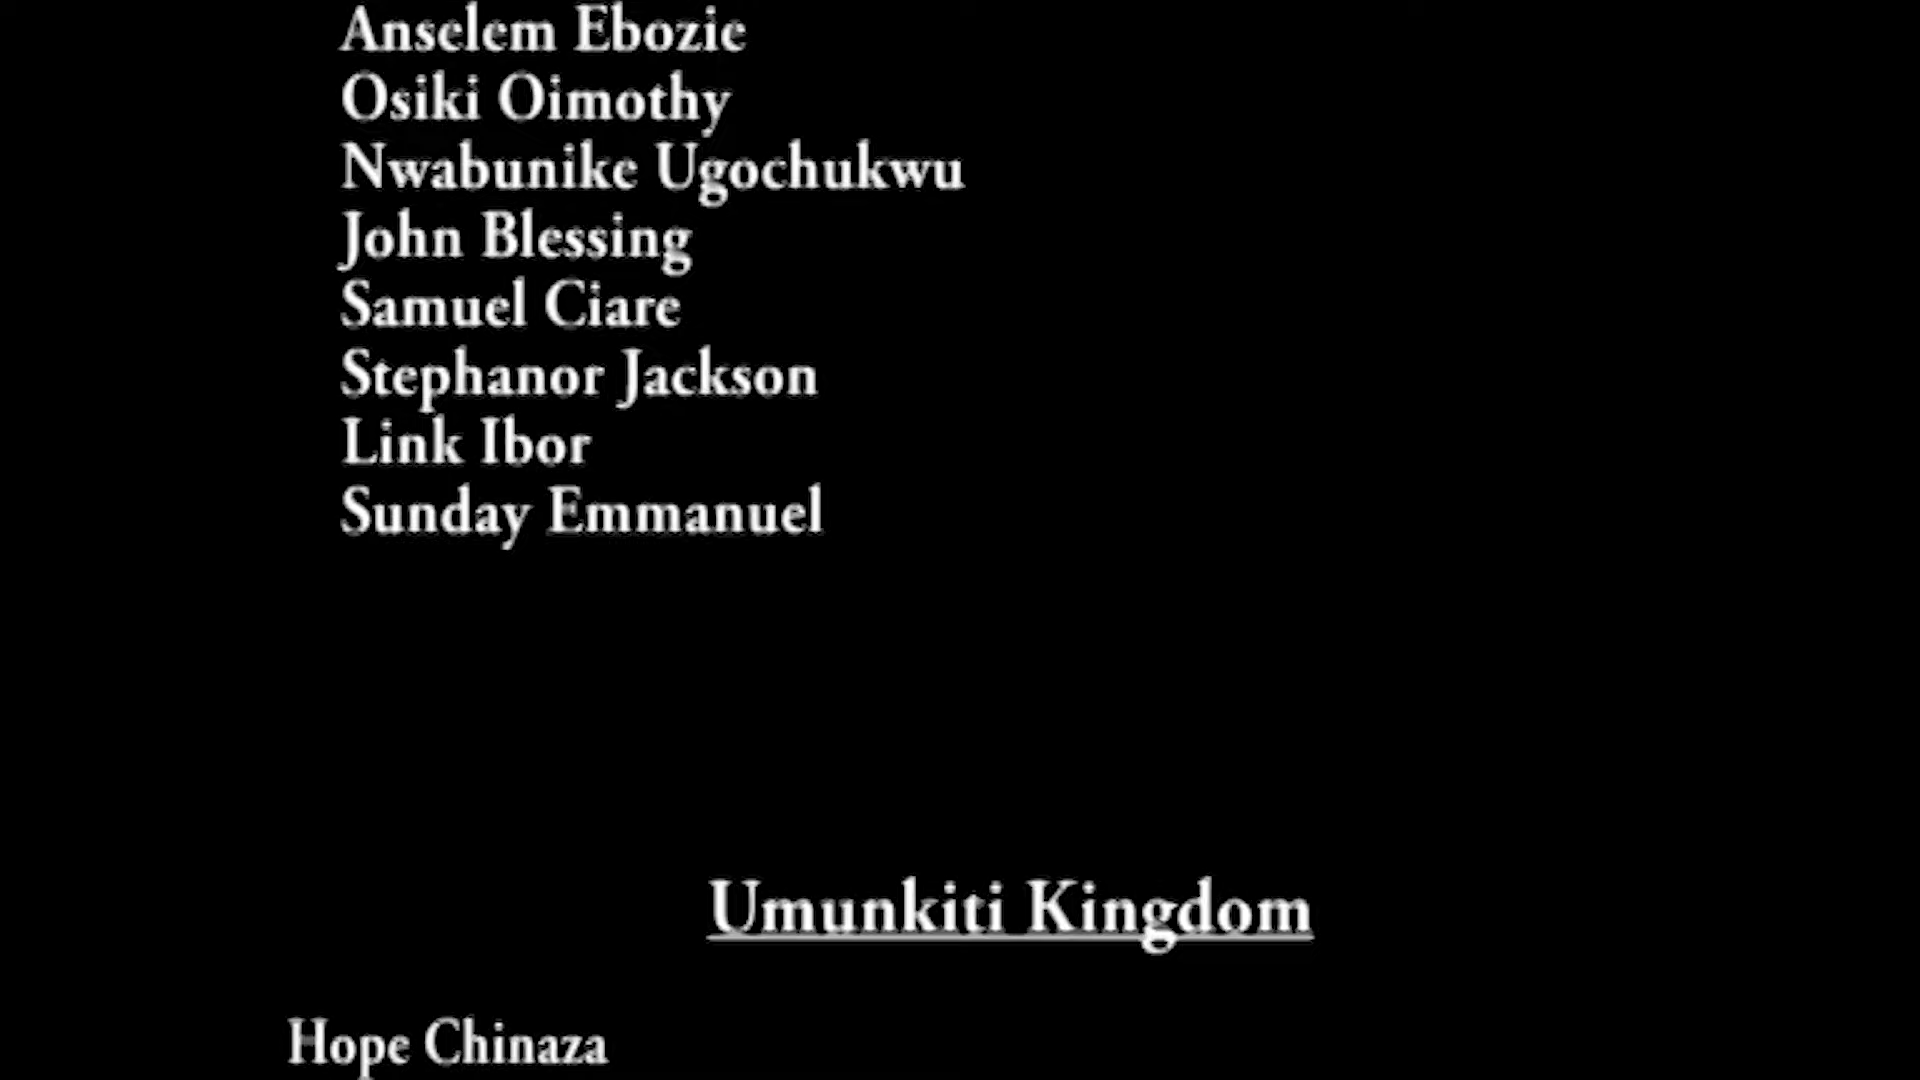 Anselem Ebozie
Osiki Oimothy
Nwabunike Ugochukwu
John Blessing
Samuel Ciare
Stephanor Jackson
Link Ibor
Sunday Emmanuel
Umunkiti Kingdom
Hope Chinaza